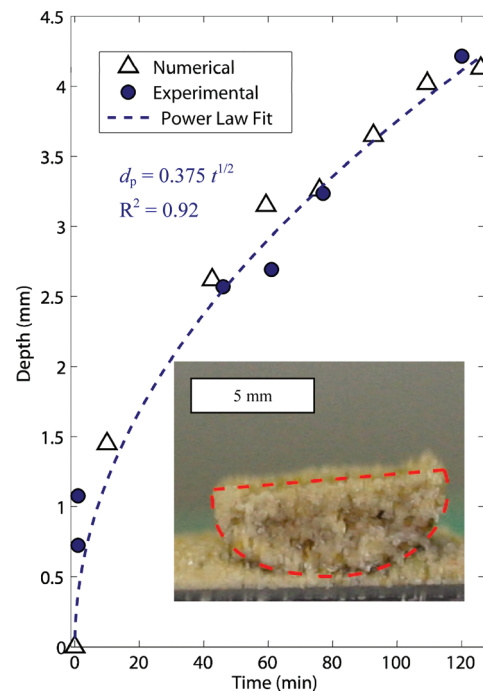 4.5
4
3.5
3
2.5
2
1.5
1
0.5
0
Depth (mm)
Numerical
Experimental
Power Law Fit
dₚ = 0.375 t^{1/2}
R² = 0.92
5 mm
0 20 40 60 80 100 120
Time (min)